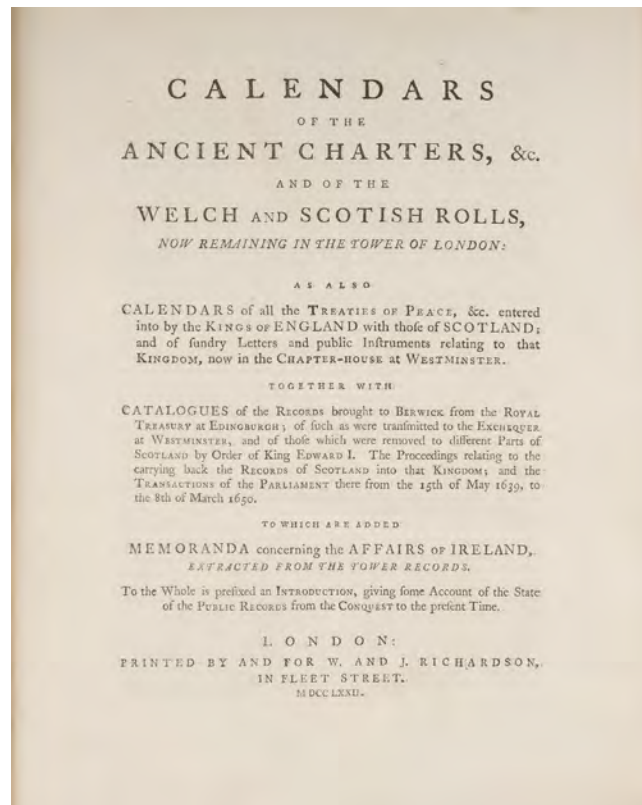 CALENDARS
OF THE
ANCIENT CHARTERS, &c.
AND OF THE
WELCH AND SCOTISH ROLLS,
NOW REMAINING IN THE TOWER OF LONDON:
AS ALSO
CALENDARS of all the TREATIES OF PEACE, &c. entered
into by the KINGS OF ENGLAND with thoſe of SCOTLAND;
and of ſundry Letters and public Inſtruments relating to that
KINGDOM, now in the CHAPTER-HOUSE at WESTMINSTER.
TOGETHER WITH
CATALOGUES of the RECORDS brought to BERWICK from the ROYAL
TREASURY at EDINBURGH; of ſuch as were tranſmitted to the EXCHEQUER
at WESTMINSTER, and of thoſe which were removed to different Parts of
SCOTLAND by Order of King EDWARD I. The Proceedings relating to the
carrying back the RECORDS of SCOTLAND into that KINGDOM; and the
TRANSACTIONS of the PARLIAMENT there from the 15th of May 1639, to
the 8th of March 1650.
TO WHICH ARE ADDED
MEMORANDA concerning the AFFAIRS OF IRELAND,
EXTRACTED FROM THE TOWER RECORDS.
To the Whole is prefixed an INTRODUCTION, giving ſome Account of the State
of the PUBLIC RECORDS from the CONQUEST to the preſent Time.
LONDON:
PRINTED BY AND FOR W. AND J. RICHARDSON,
IN FLEET STREET.
MDCCLXXII.